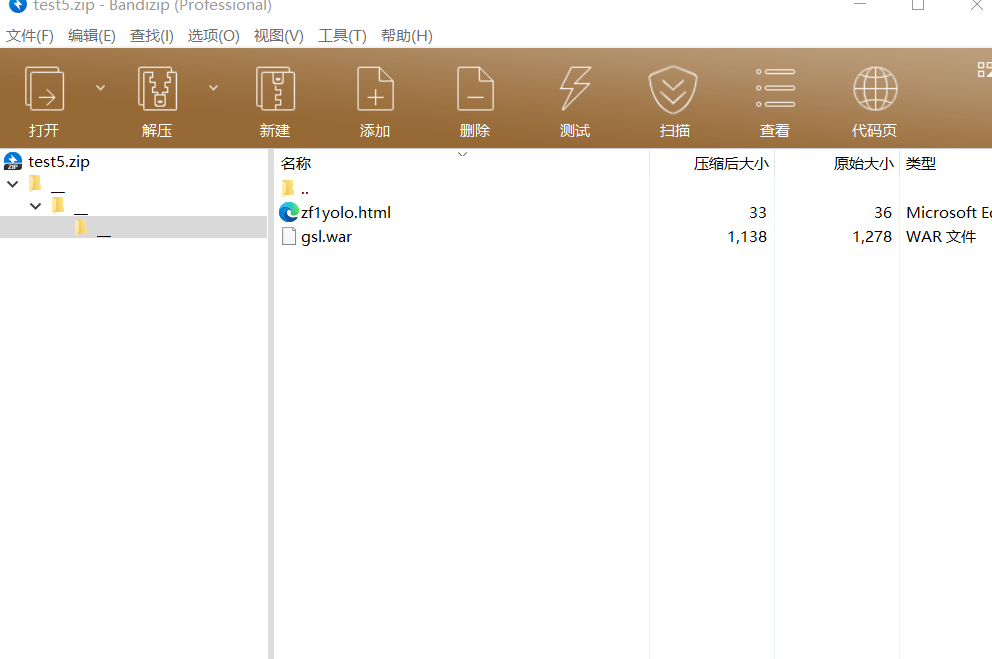 test5.zip - Bandizip (Professional)
文件(F) 编辑(E) 查找(I) 选项(O) 视图(V) 工具(T) 帮助(H)
打开 解压 新建 添加 删除 测试 扫描 查看 代码页
test5.zip
__
__
__
名称 压缩后大小 原始大小 类型
..
zf1yolo.html 33 36 Microsoft Ed
gsl.war 1,138 1,278 WAR 文件